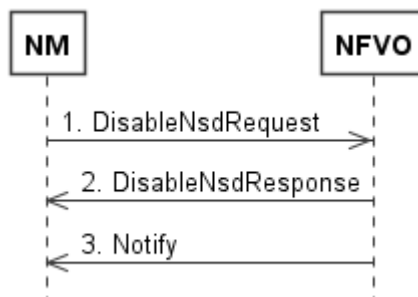 NM
NFVO
1. DisableNsdRequest
2. DisableNsdResponse
3. Notify